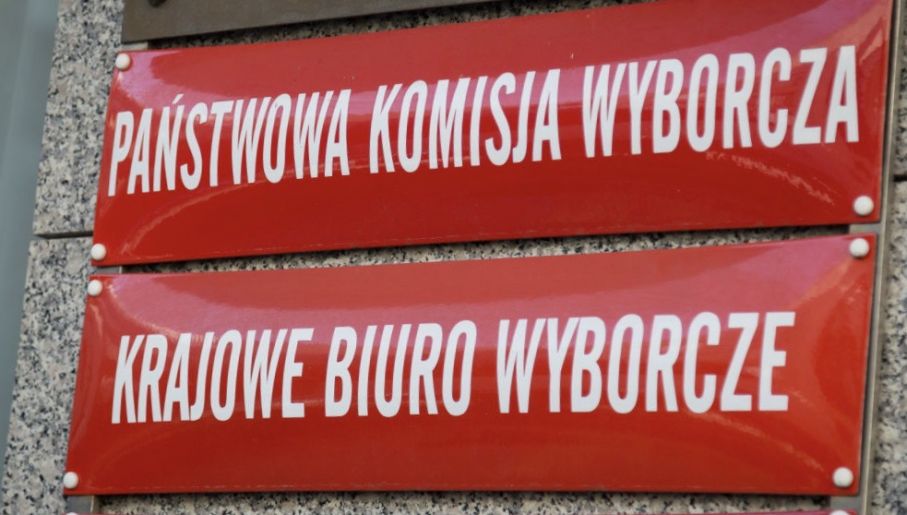 PAŃSTWOWA KOMISJA WYBORCZA
KRAJOWE BIURO WYBORCZE